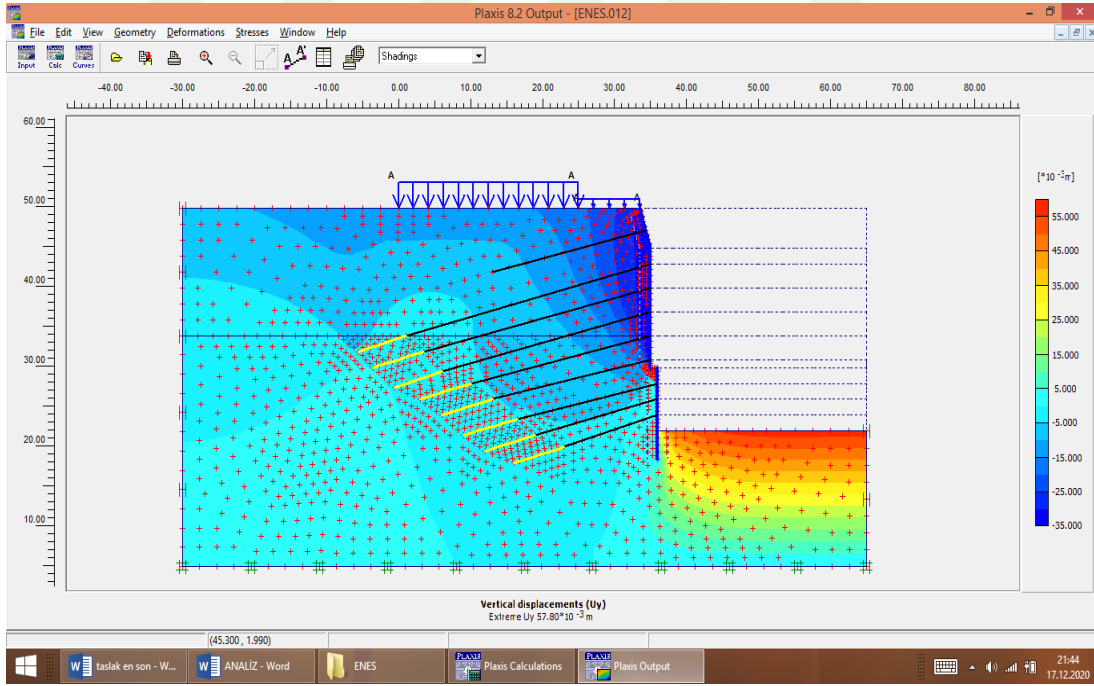 Plaxis 8.2 Output - [ENES.012]
File Edit View Geometry Deformations Stresses Window Help
Input Calc Curves Shadings
-40.00 -30.00 -20.00 -10.00 0.00 10.00 20.00 30.00 40.00 50.00 60.00 70.00 80.00
60.00
50.00
40.00
30.00
20.00
10.00
A A A A
[*10 -3m]
55.000
45.000
35.000
25.000
15.000
5.000
-5.000
-15.000
-25.000
-35.000
Vertical displacements (Uy)
Extreme Uy 57.80*10 -3 m
(45.300 , 1.990)
taslak en son - W... ANALİZ - Word ENES Plaxis Calculations Plaxis Output
21:44
17.12.2020